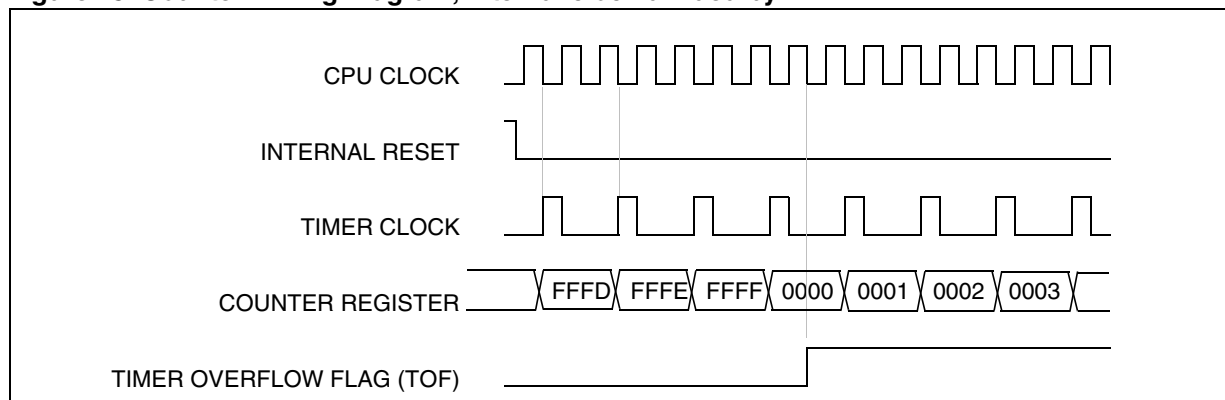 CPU CLOCK
INTERNAL RESET
TIMER CLOCK
FFFD FFFE FFFF 0000 0001 0002 0003
COUNTER REGISTER
TIMER OVERFLOW FLAG (TOF)